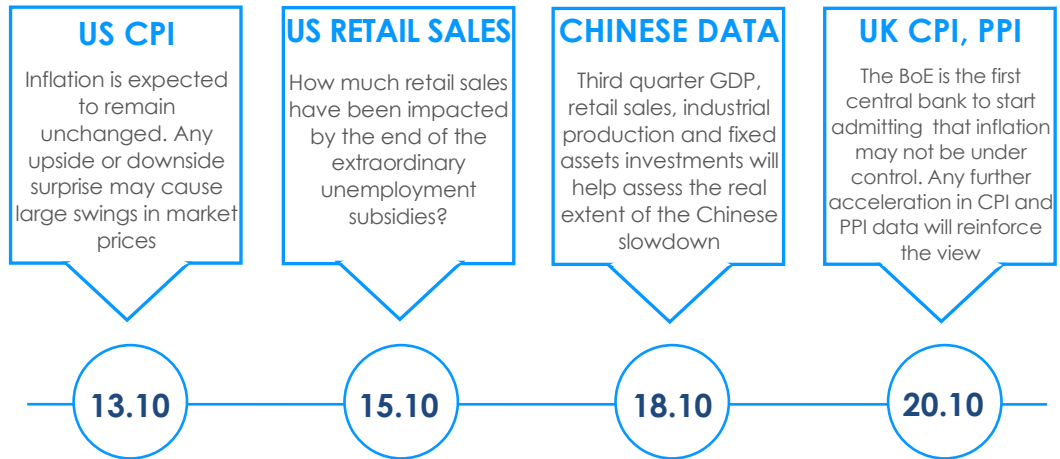 US CPI
Inflation is expected
to remain
unchanged. Any
upside or downside
surprise may cause
large swings in market
prices
US RETAIL SALES
How much retail sales
have been impacted
by the end of the
extraordinary
unemployment
subsidies?
CHINESE DATA
Third quarter GDP,
retail sales, industrial
production and fixed
assets investments will
help assess the real
extent of the Chinese
slowdown
UK CPI, PPI
The BoE is the first
central bank to start
admitting that inflation
may not be under
control. Any further
acceleration in CPI and
PPI data will reinforce
the view
13.10
15.10
18.10
20.10